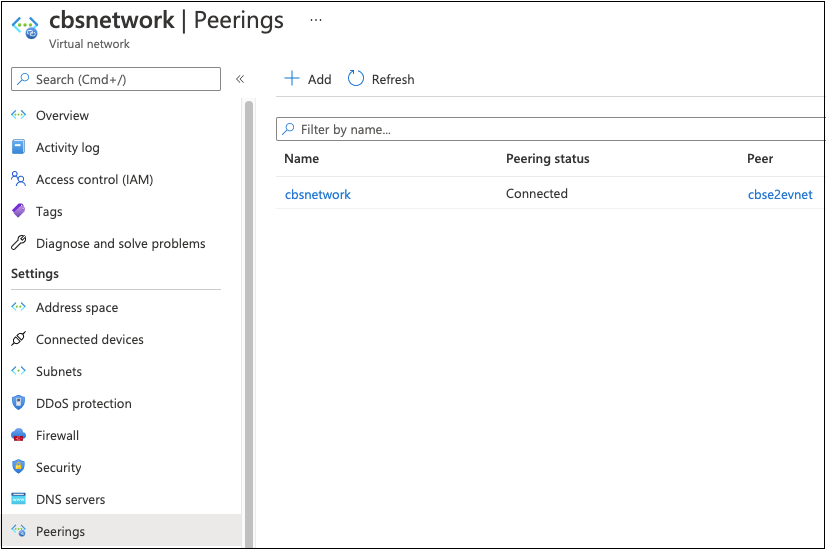 cbsnetwork | Peerings ...
Virtual network
Search (Cmd+/)
«
Add
Refresh
Overview
Activity log
Access control (IAM)
Tags
Diagnose and solve problems
Settings
Address space
Connected devices
Subnets
DDoS protection
Firewall
Security
DNS servers
Peerings
Filter by name...
Name Peering status Peer
cbsnetwork Connected cbse2evnet